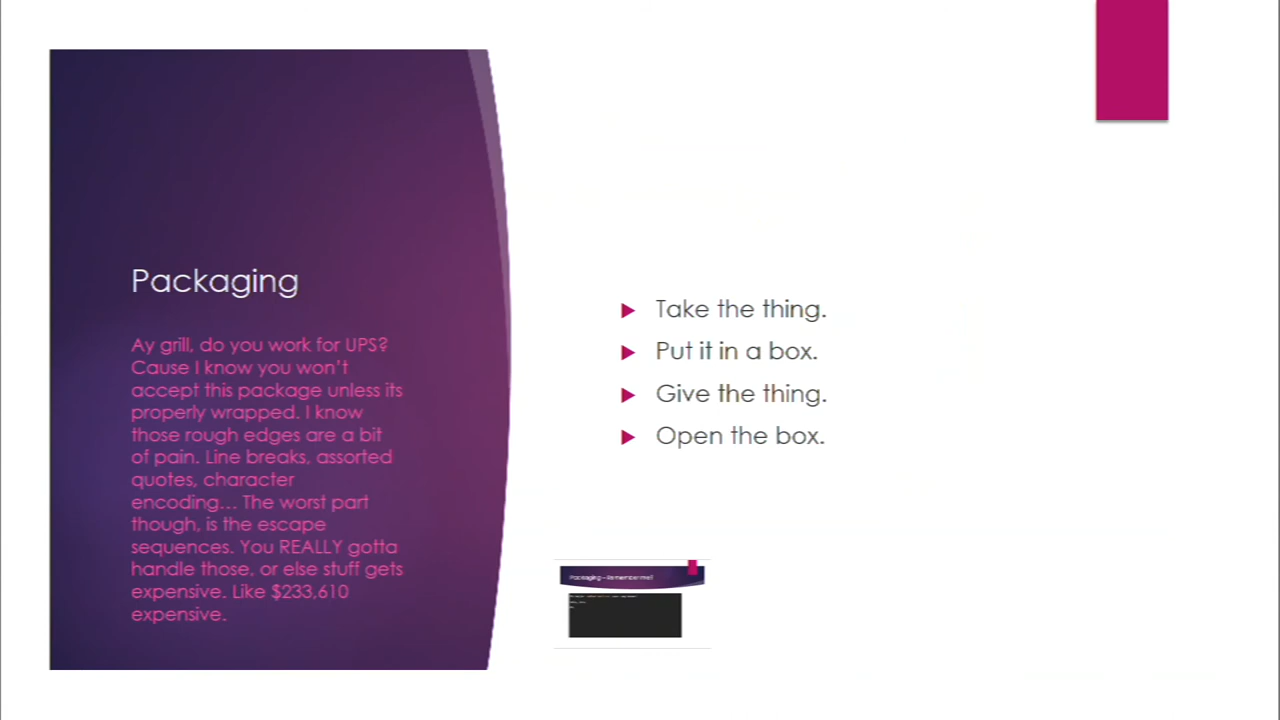 Packaging
Ay grill, do you work for UPS?
Cause I know you won't
accept this package unless its
properly wrapped. I know
those rough edges are a bit
of pain. Line breaks, assorted
quotes, character
encoding… The worst part
though, is the escape
sequences. You REALLY gotta
handle those, or else stuff gets
expensive. Like $233,610
expensive.
Take the thing.
Put it in a box.
Give the thing.
Open the box.
Packaging – Remember me?